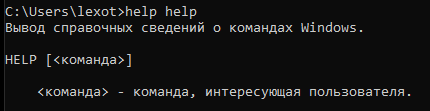 C:\Users\lexot>help help
Вывод справочных сведений о командах Windows.
HELP [<команда>]
<команда> - команда, интересующая пользователя.